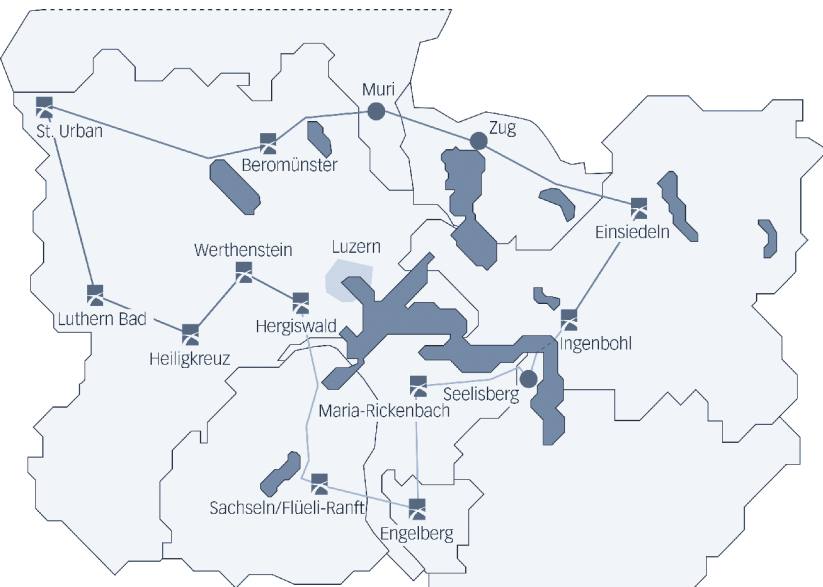 Muri
Zug
St. Urban
Beromünster
Einsiedeln
Werthenstein
Luzern
Luthern Bad
Hergiswald
Heiligkreuz
Ingenbohl
Seelisberg
Maria-Rickenbach
Sachseln/Flüeli-Ranft
Engelberg